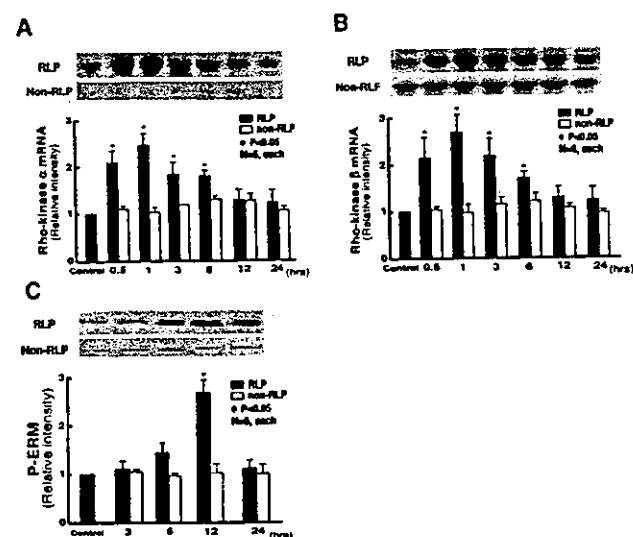 A
RLP
Non-RLP
Rho-kinase α mRNA
(Relative intensity)
3
2
1
0
RLP
non-RLP
* P<0.05
N=6, each
Control 0.5 1 3 6 12 24 (hrs)
B
RLP
Non-RLP
Rho-kinase β mRNA
(Relative intensity)
3
2
1
0
RLP
non-RLP
* P<0.05
N=6, each
Control 0.5 1 3 6 12 24 (hrs)
C
RLP
Non-RLP
P-ERM
(Relative intensity)
3
2
1
0
RLP
non-RLP
* P<0.05
N=6, each
Control 3 6 12 24 (hrs)